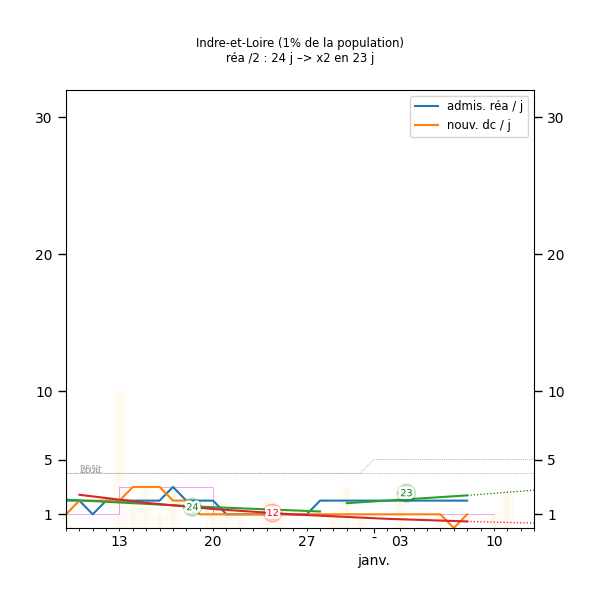 Indre-et-Loire (1% de la population)
réa /2 : 24 j –> x2 en 23 j
admis. réa / j
nouv. dc / j
30 30
20 20
10 10
5 5
1 1
23
24
12
13 20 27 - 03 10
janv.